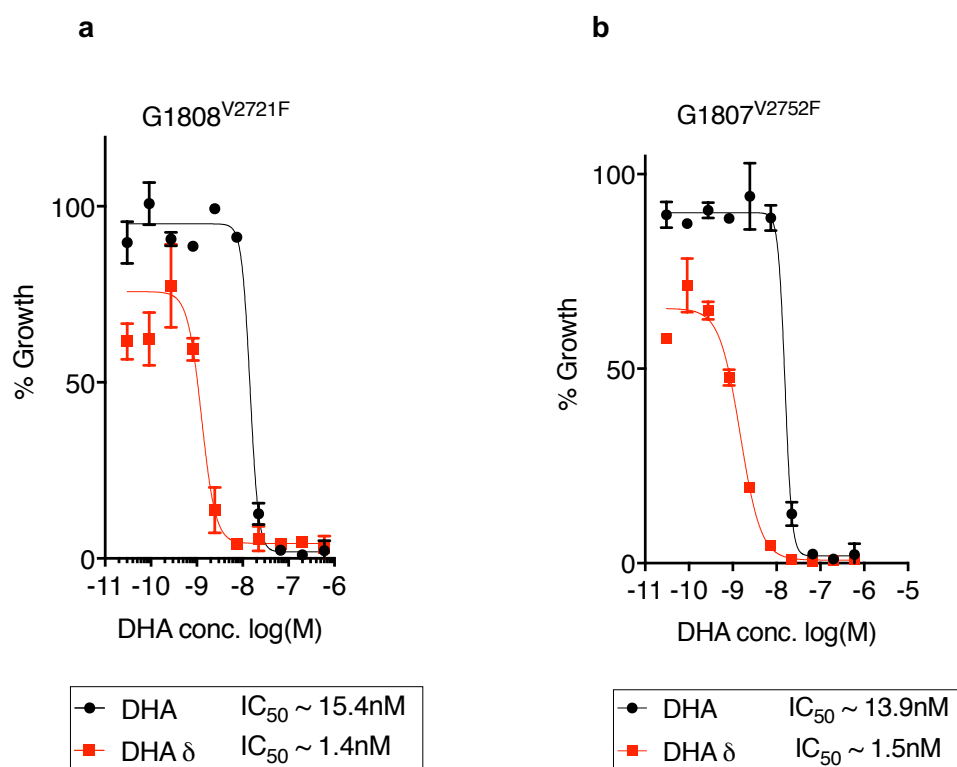 a
G1808V2721F
% Growth
100
50
0
-11 -10 -9 -8 -7 -6
DHA conc. log(M)
DHA IC50 ~ 15.4nM
DHA δ IC50 ~ 1.4nM
b
G1807V2752F
% Growth
100
50
0
-11 -10 -9 -8 -7 -6 -5
DHA conc. log(M)
DHA IC50 ~ 13.9nM
DHA δ IC50 ~ 1.5nM